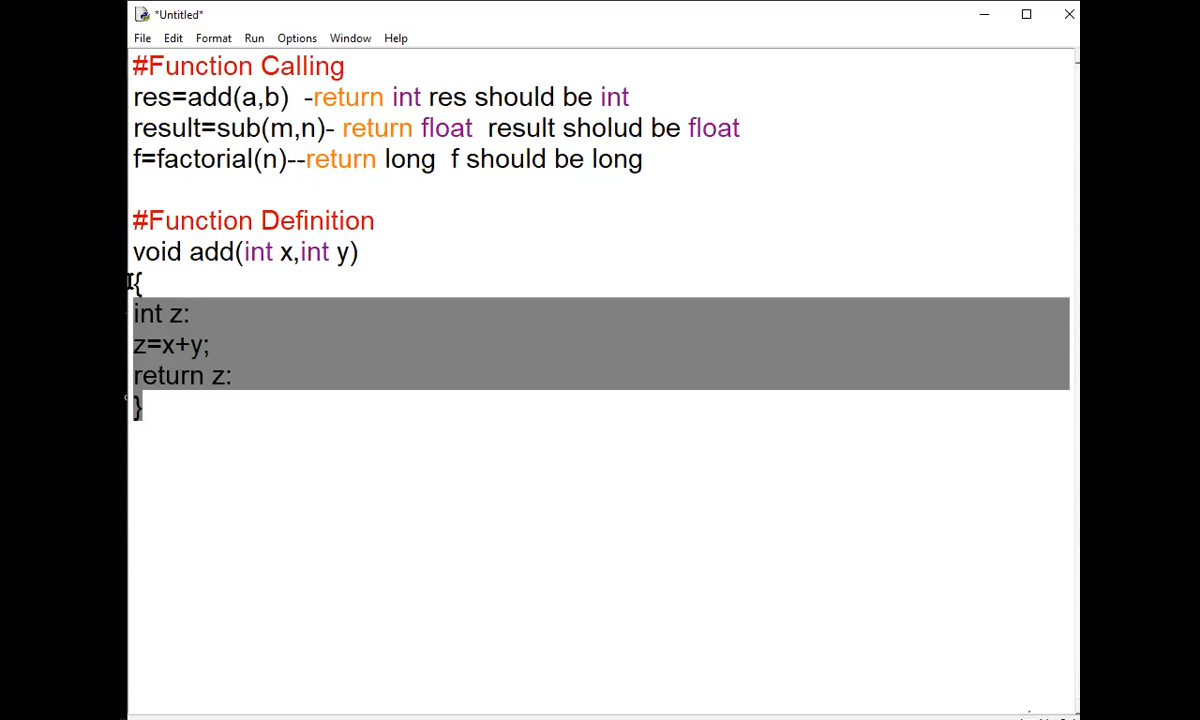 *Untitled*
File Edit Format Run Options Window Help
#Function Calling
res=add(a,b)  -return int res should be int
result=sub(m,n)- return float  result sholud be float
f=factorial(n)--return long  f should be long
#Function Definition
void add(int x,int y)
{
int z:
z=x+y;
return z:
}